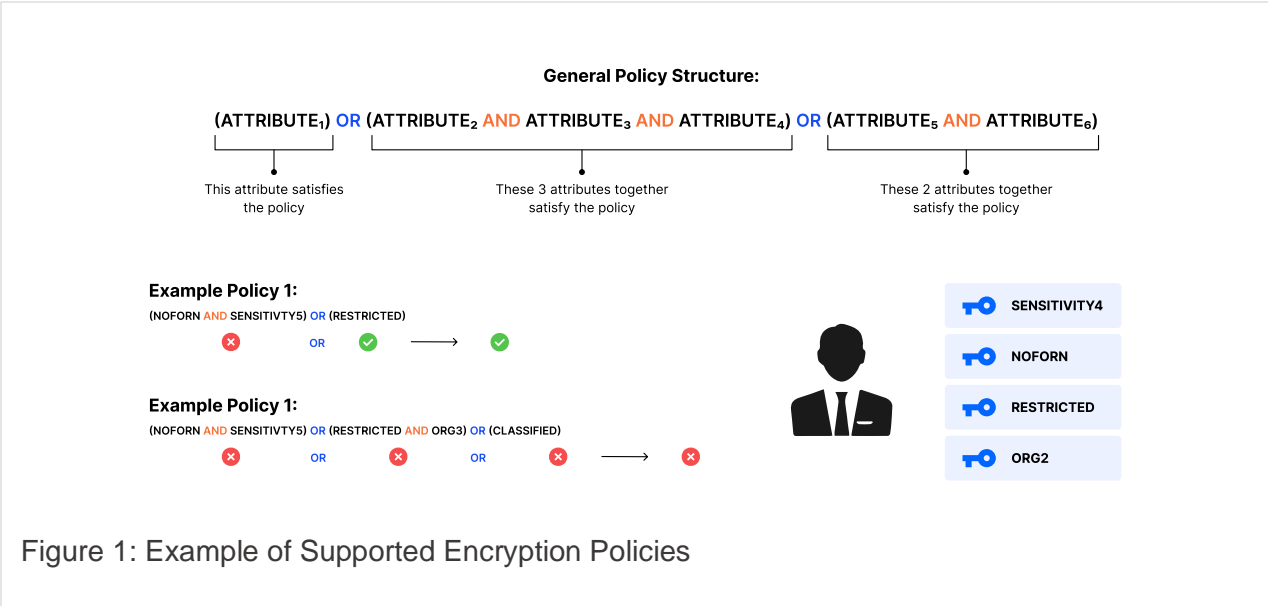 General Policy Structure:
(ATTRIBUTE₁) OR (ATTRIBUTE₂ AND ATTRIBUTE₃ AND ATTRIBUTE₄) OR (ATTRIBUTE₅ AND ATTRIBUTE₆)
This attribute satisfies
the policy
These 3 attributes together
satisfy the policy
These 2 attributes together
satisfy the policy
Example Policy 1:
(NOFORN AND SENSITIVTY5) OR (RESTRICTED)
OR
Example Policy 1:
(NOFORN AND SENSITIVTY5) OR (RESTRICTED AND ORG3) OR (CLASSIFIED)
OR OR
SENSITIVITY4
NOFORN
RESTRICTED
ORG2
Figure 1: Example of Supported Encryption Policies